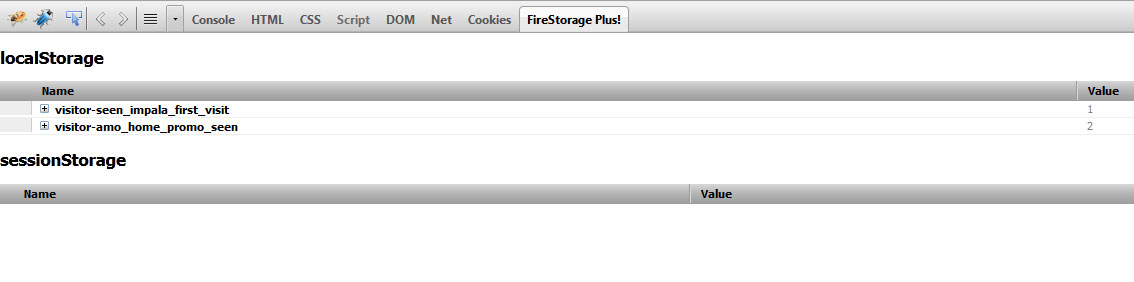 Console HTML CSS Script DOM Net Cookies FireStorage Plus!
localStorage
Name Value
visitor-seen_impala_first_visit 1
visitor-amo_home_promo_seen 2
sessionStorage
Name Value